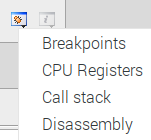 Breakpoints
CPU Registers
Call stack
Disassembly